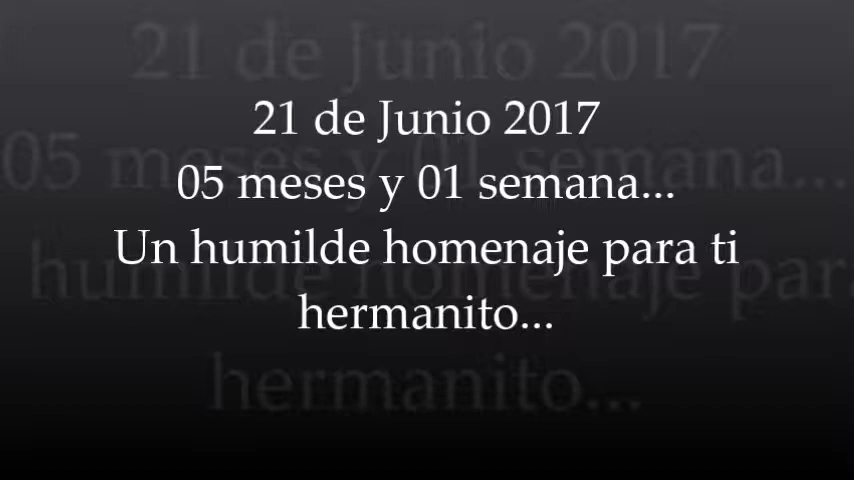 21 de Junio 2017
05 meses y 01 semana...
Un humilde homenaje para ti
hermanito...